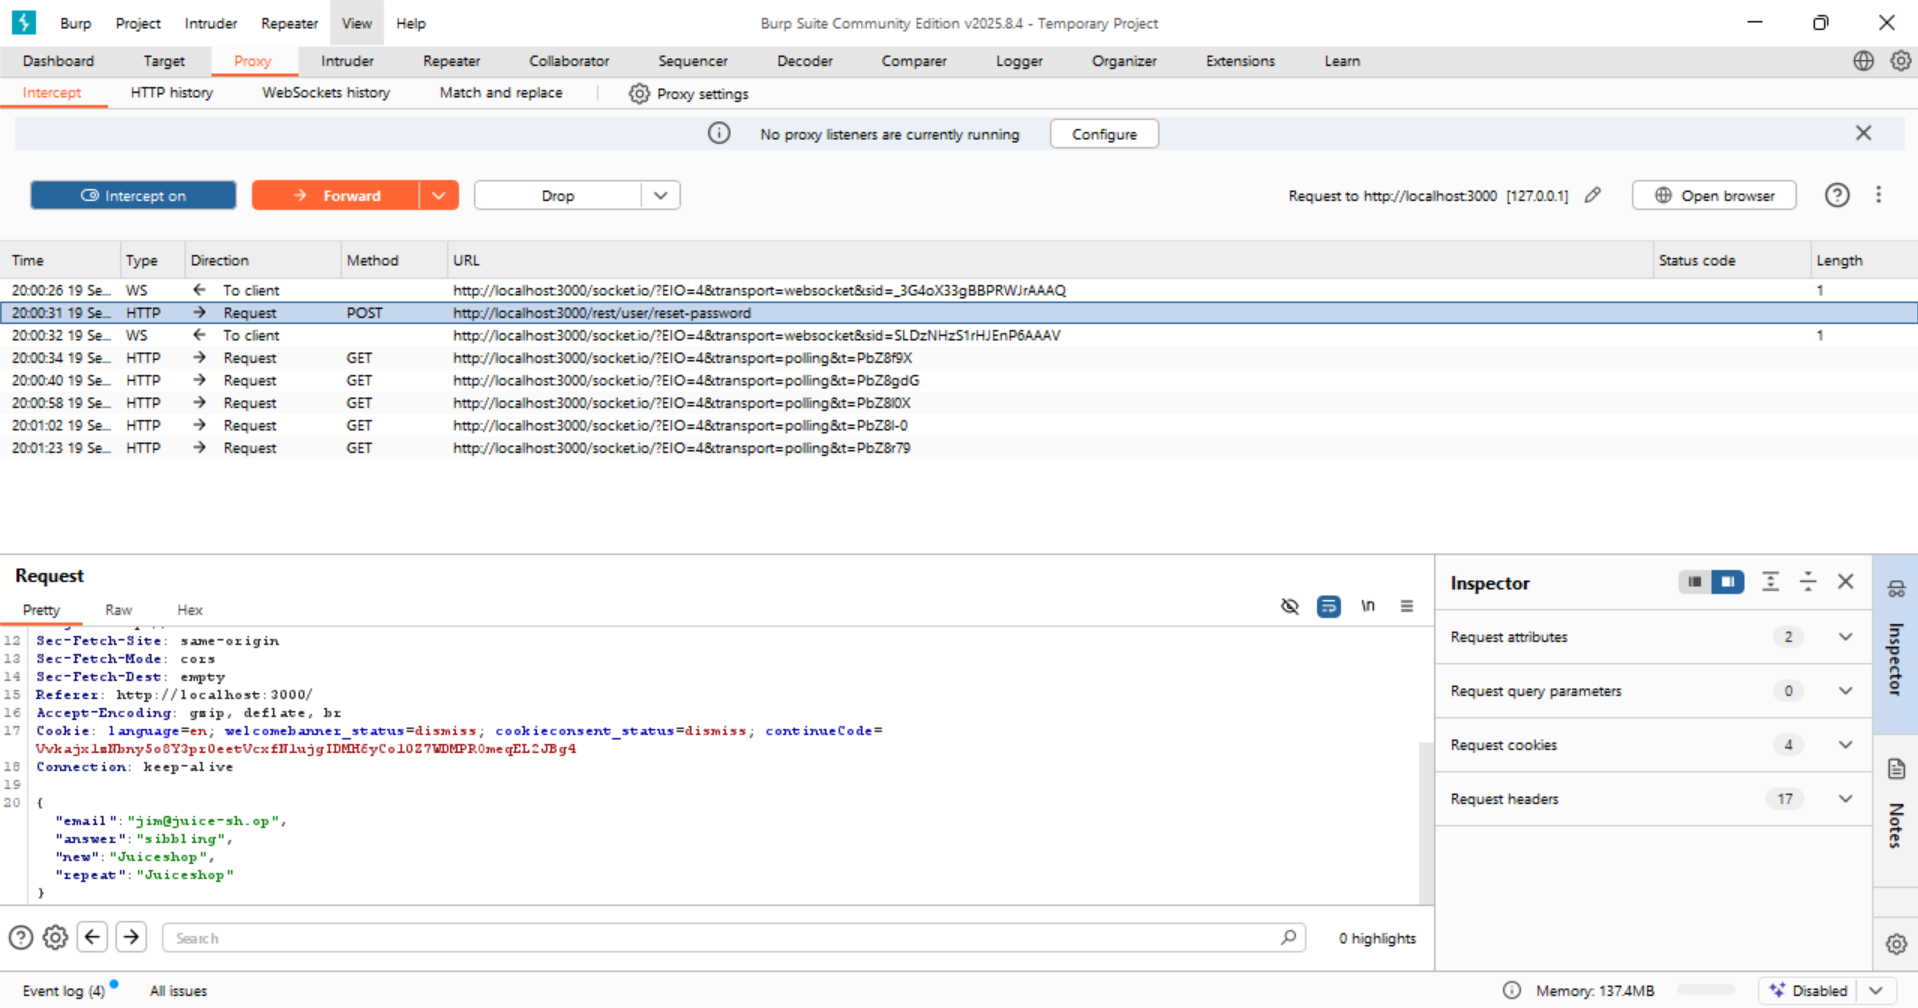 Burp Project Intruder Repeater View Help Burp Suite Community Edition v2025.8.4 - Temporary Project
Dashboard Target Proxy Intruder Repeater Collaborator Sequencer Decoder Comparer Logger Organizer Extensions Learn
Intercept HTTP history WebSockets history Match and replace Proxy settings
No proxy listeners are currently running Configure
Intercept on Forward Drop Request to http://localhost:3000 [127.0.0.1] Open browser
Time Type Direction Method URL Status code Length
20:00:26 19 Se... WS To client http://localhost:3000/socket.io/?EIO=4&transport=websocket&sid=_3G4oX33gBBPRWJrAAAQ 1
20:00:31 19 Se... HTTP Request POST http://localhost:3000/rest/user/reset-password
20:00:32 19 Se... WS To client http://localhost:3000/socket.io/?EIO=4&transport=websocket&sid=SLDzNHzS1rHJEnP6AAAV 1
20:00:34 19 Se... HTTP Request GET http://localhost:3000/socket.io/?EIO=4&transport=polling&t=PbZ8f9X
20:00:40 19 Se... HTTP Request GET http://localhost:3000/socket.io/?EIO=4&transport=polling&t=PbZ8gdG
20:00:58 19 Se... HTTP Request GET http://localhost:3000/socket.io/?EIO=4&transport=polling&t=PbZ8l0X
20:01:02 19 Se... HTTP Request GET http://localhost:3000/socket.io/?EIO=4&transport=polling&t=PbZ8l-0
20:01:23 19 Se... HTTP Request GET http://localhost:3000/socket.io/?EIO=4&transport=polling&t=PbZ8r79
Request
Pretty Raw Hex \n
12 Sec-Fetch-Site: same-origin
13 Sec-Fetch-Mode: cors
14 Sec-Fetch-Dest: empty
15 Referer: http://localhost:3000/
16 Accept-Encoding: gzip, deflate, br
17 Cookie: language=en; welcomebanner_status=dismiss; cookieconsent_status=dismiss; continueCode=
18 Connection: keep-alive
19
20 {
"email":"jim@juice-sh.op",
"answer":"sibbling",
"new":"Juiceshop",
"repeat":"Juiceshop"
}
Search 0 highlights
Inspector
Request attributes 2
Request query parameters 0
Request cookies 4
Request headers 17
Inspector
Notes
Event log (4) All issues Memory: 137.4MB Disabled